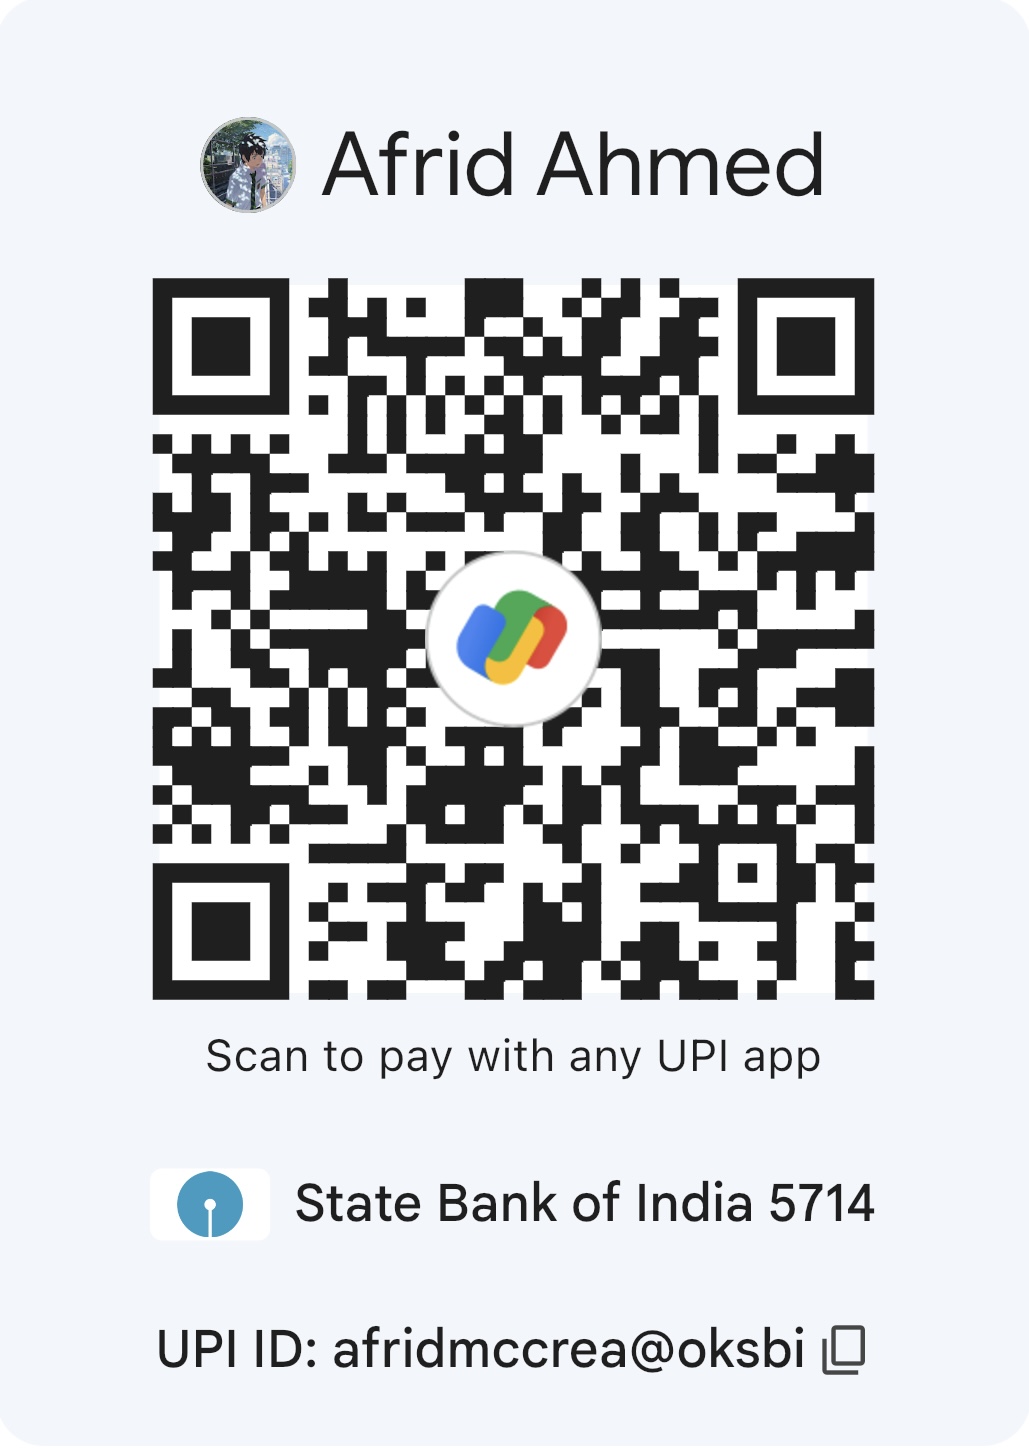 Afrid Ahmed
Scan to pay with any UPI app
State Bank of India 5714
UPI ID: afridmccrea@oksbi